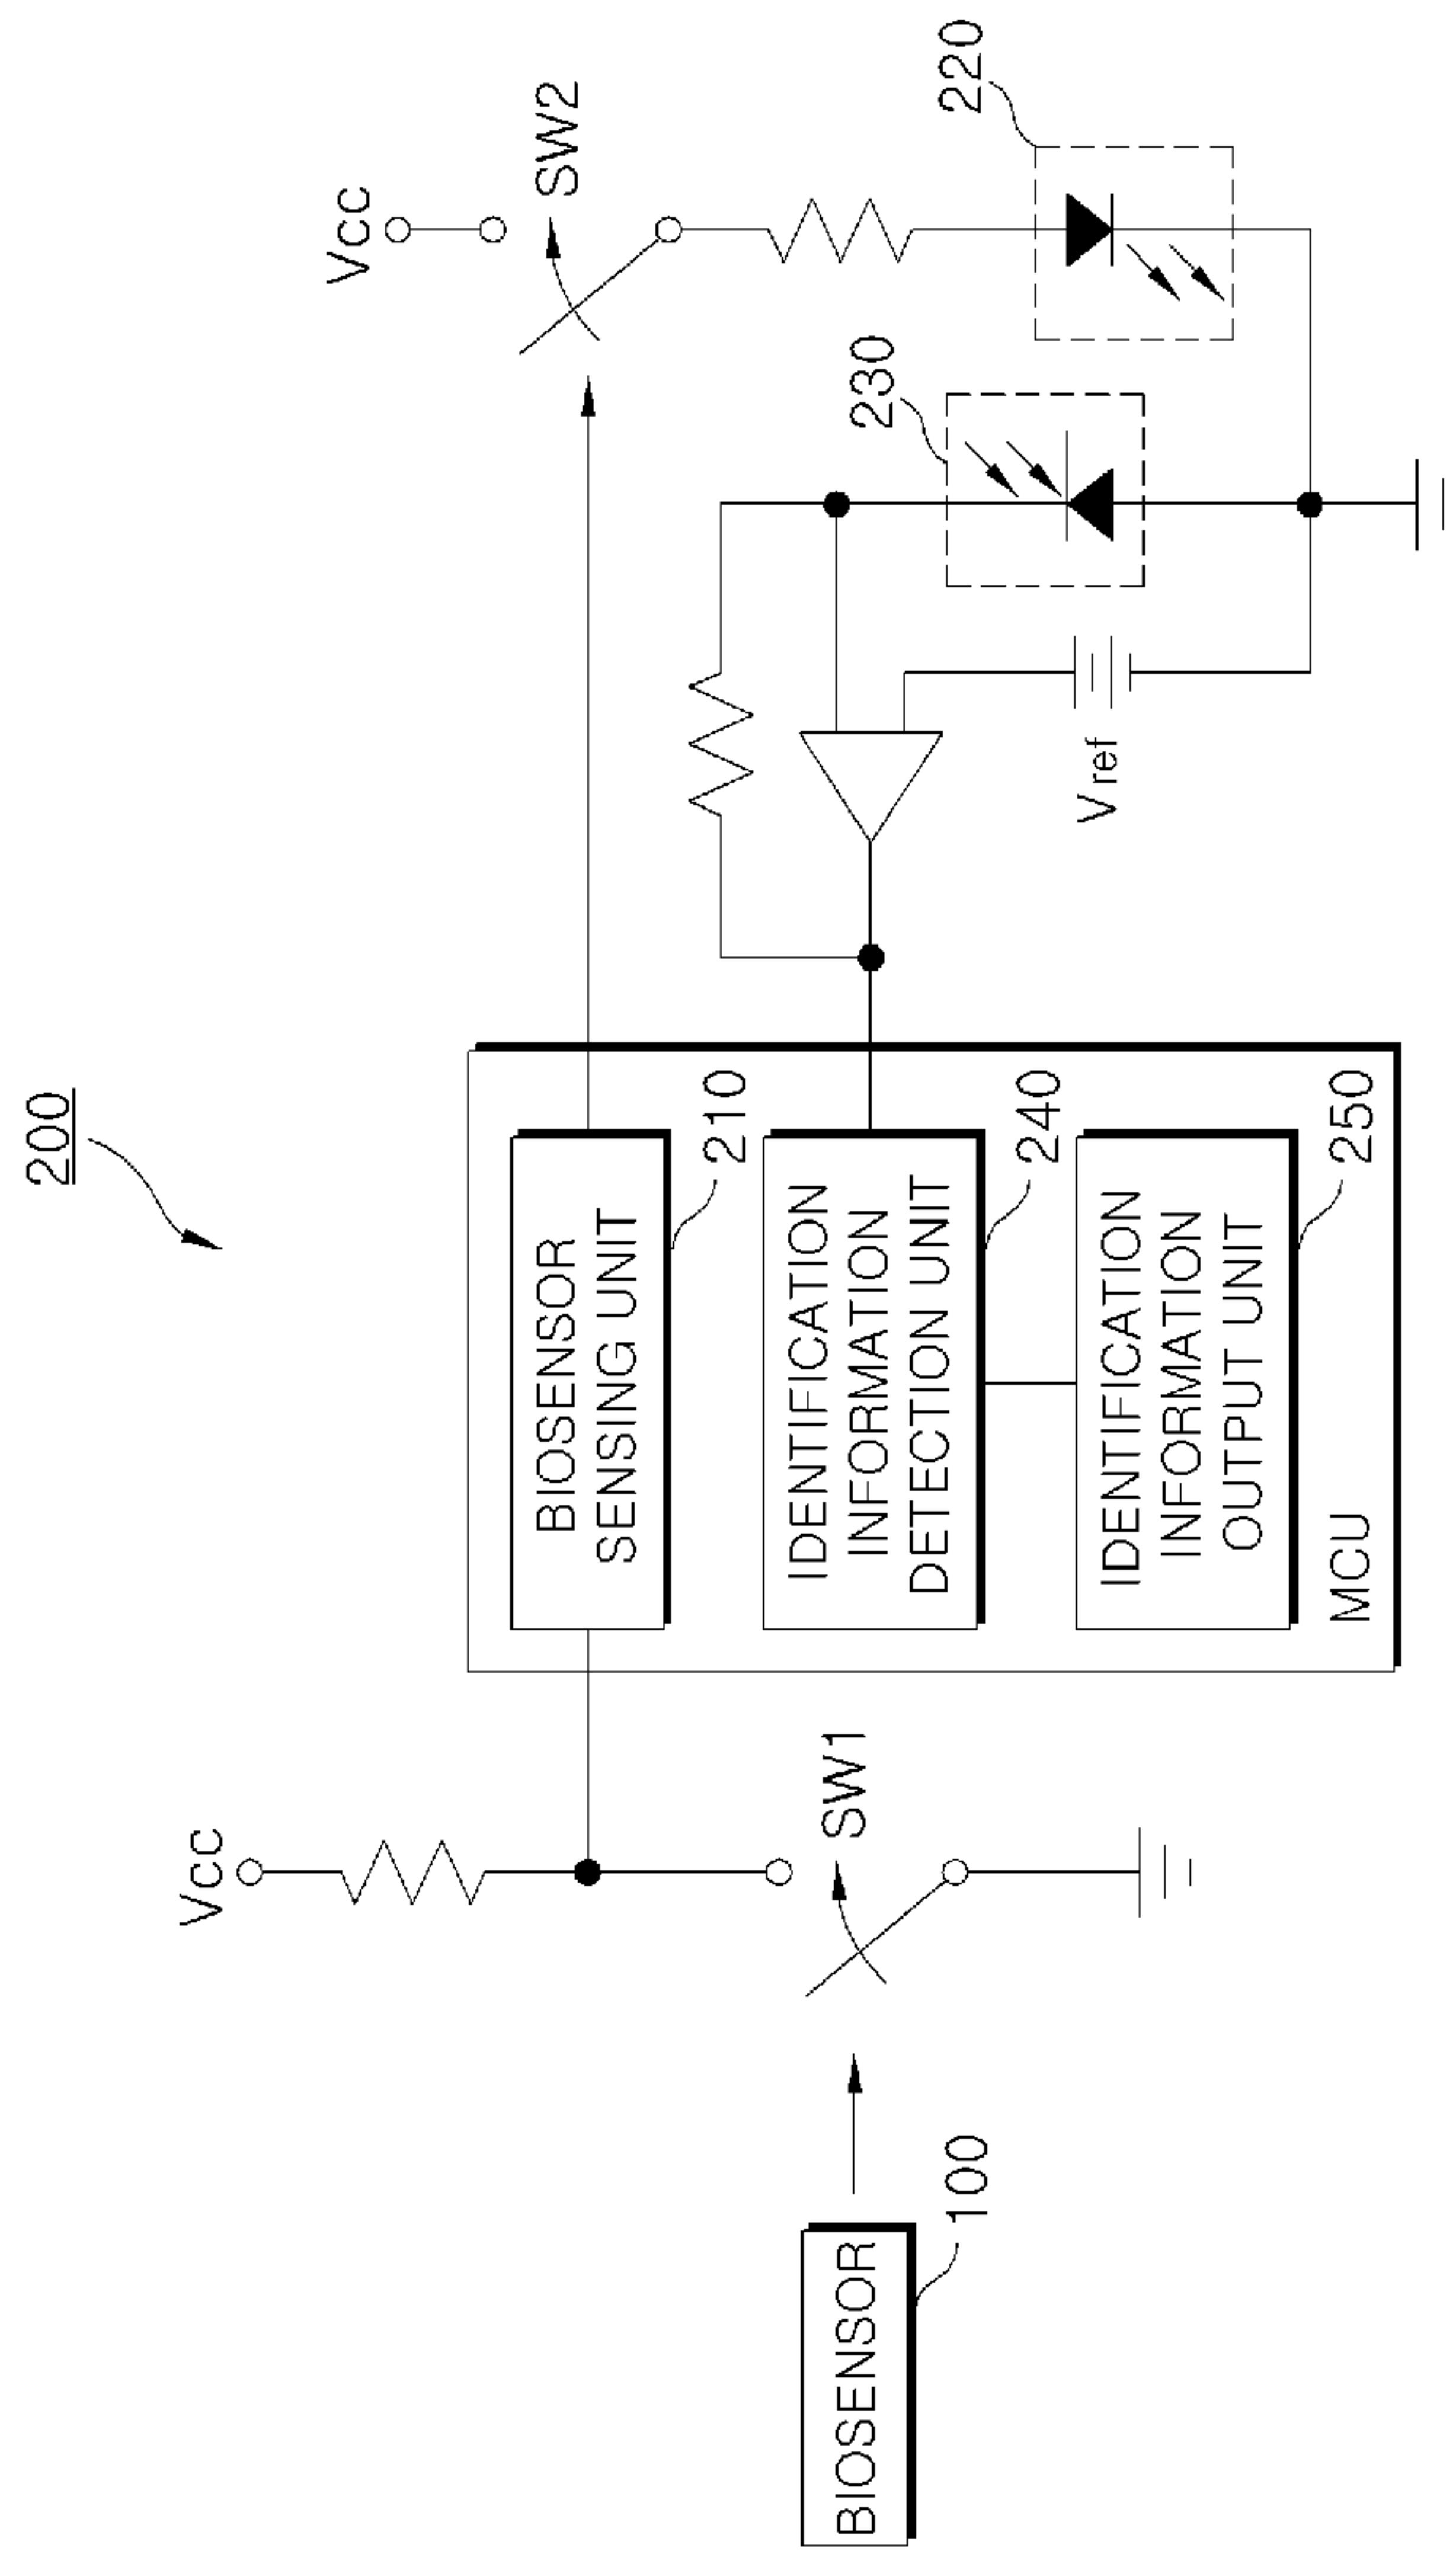 200
Vcc
SW2
220
230
Vref
BIOSENSOR
SENSING UNIT
210
IDENTIFICATION
INFORMATION
DETECTION UNIT
240
IDENTIFICATION
INFORMATION
OUTPUT UNIT
250
MCU
Vcc
SW1
BIOSENSOR
100